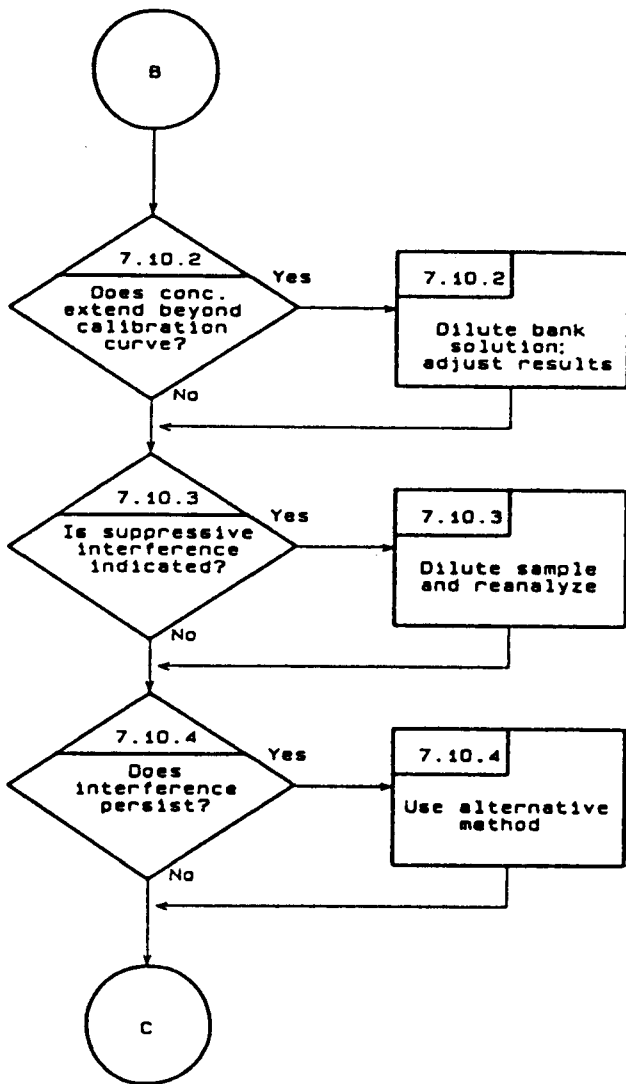 B
7.10.2
Does conc.
extend beyond
calibration
curve?
Yes
No
7.10.2
Dilute bank
solution;
adjust results
7.10.3
Is suppressive
interference
indicated?
Yes
No
7.10.3
Dilute sample
and reanalyze
7.10.4
Does
interference
persist?
Yes
No
7.10.4
Use alternative
method
C